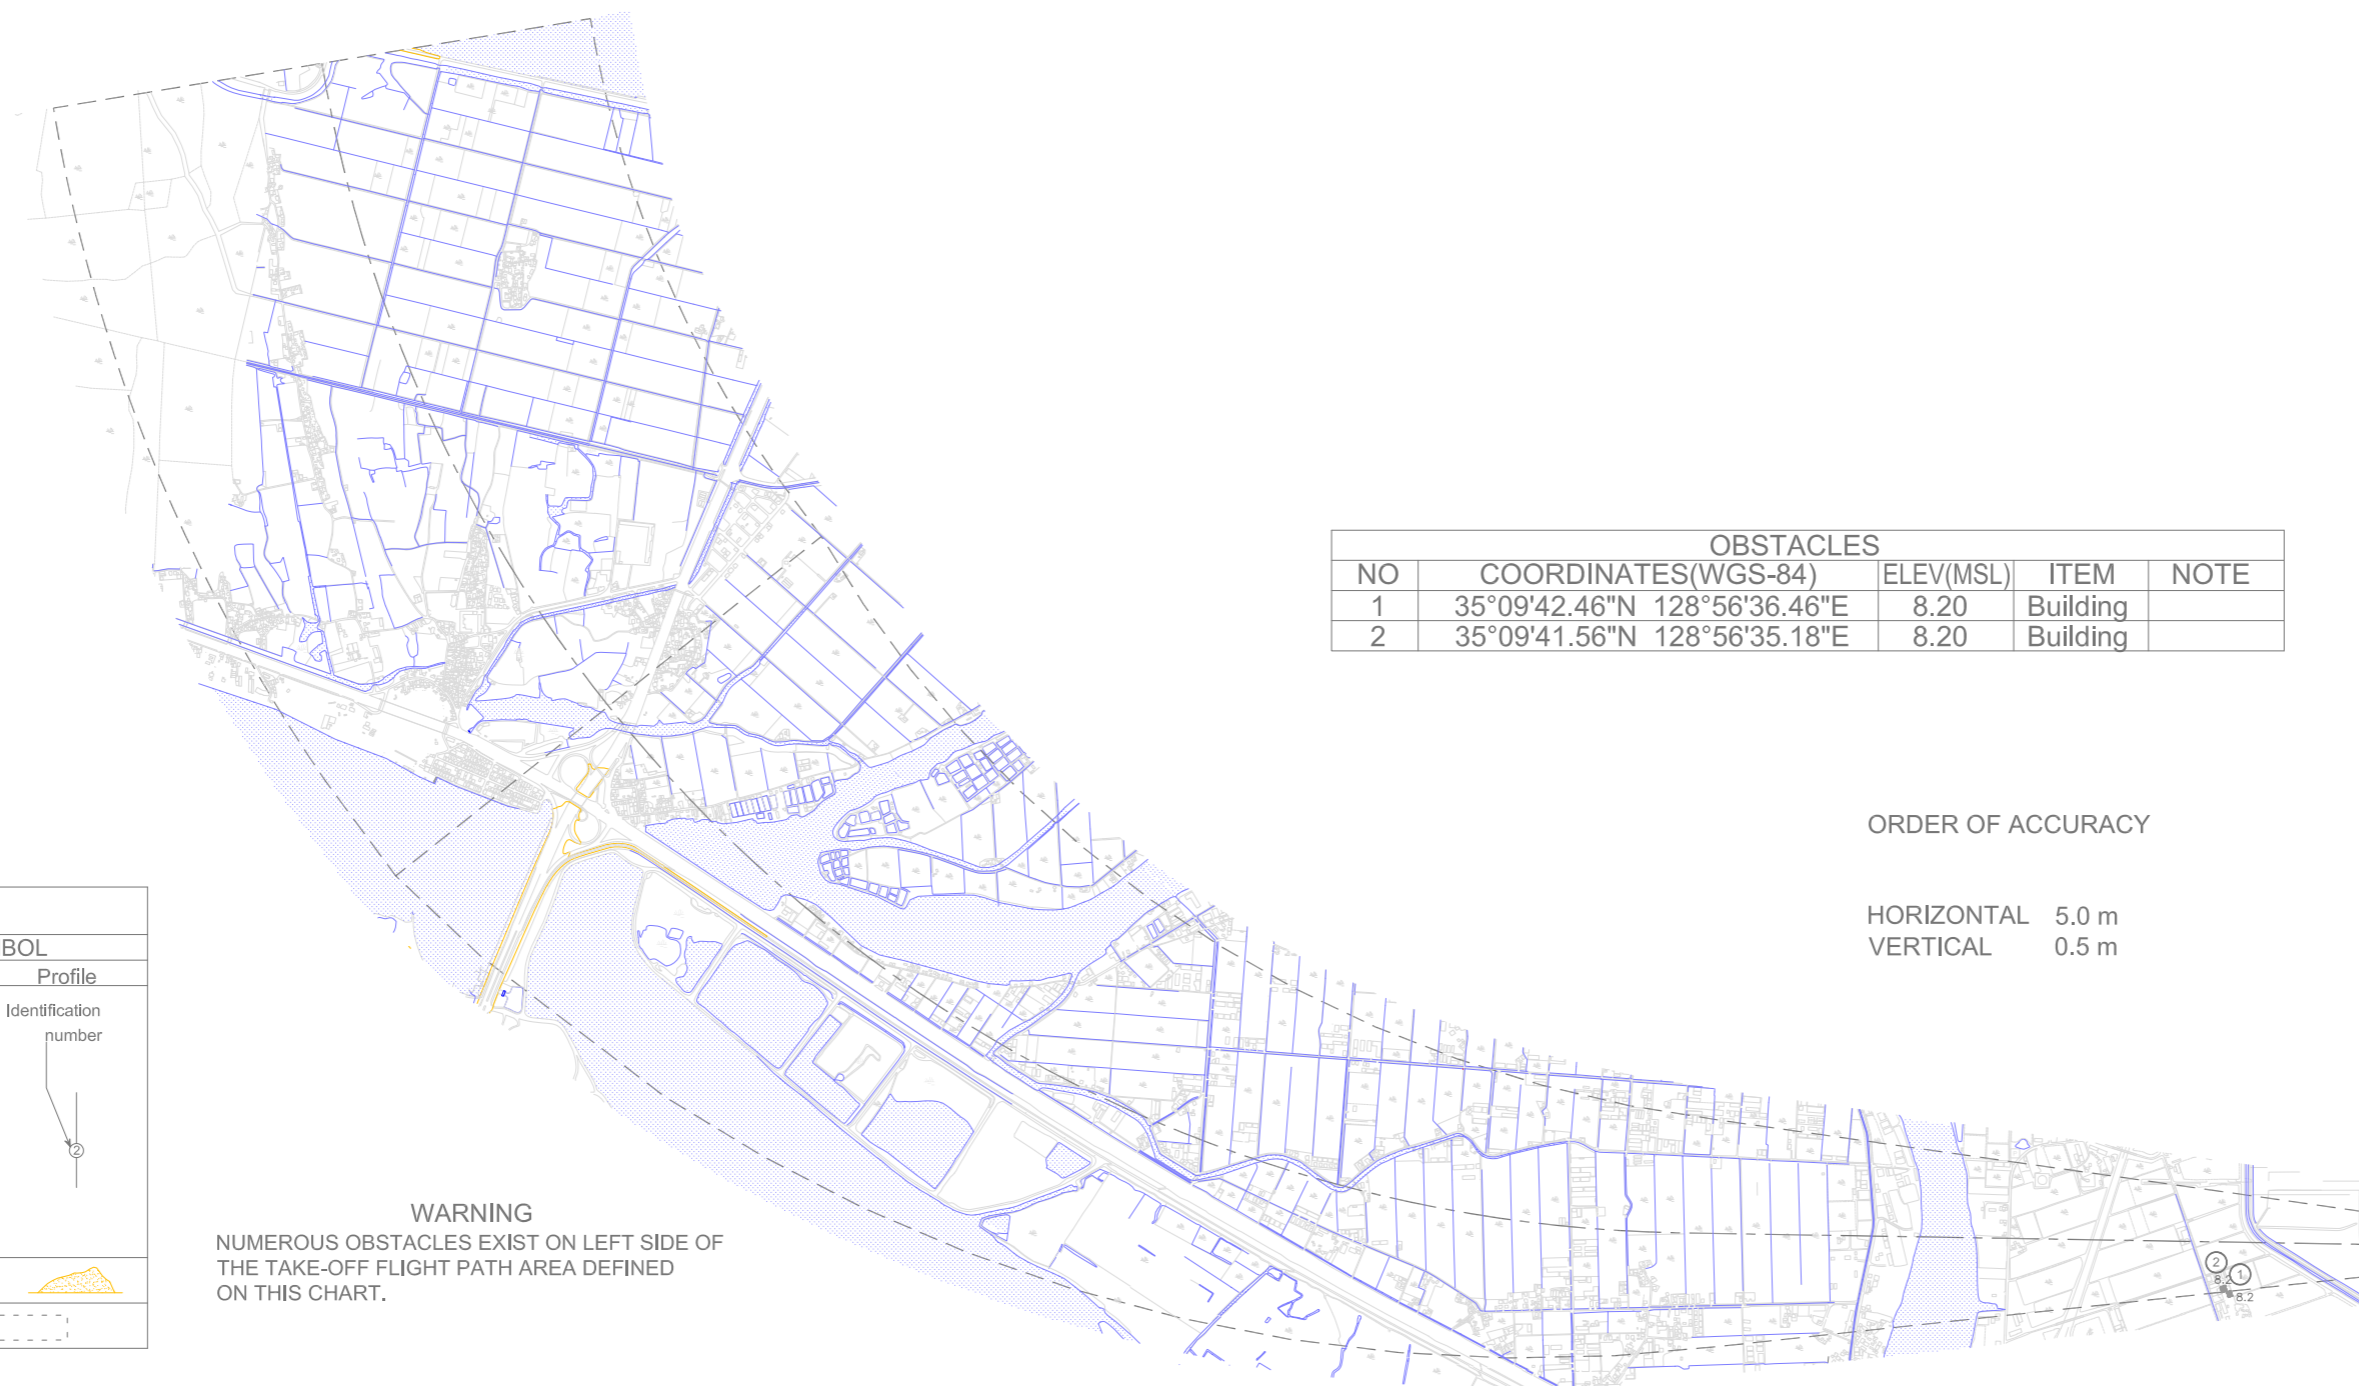 OBSTACLES
NO COORDINATES(WGS-84) ELEV(MSL) ITEM NOTE
1 35°09'42.46"N 128°56'36.46"E 8.20 Building
2 35°09'41.56"N 128°56'35.18"E 8.20 Building
ORDER OF ACCURACY
HORIZONTAL 5.0 m
VERTICAL 0.5 m
BOL
Profile
Identification
number
2
WARNING
NUMEROUS OBSTACLES EXIST ON LEFT SIDE OF
THE TAKE-OFF FLIGHT PATH AREA DEFINED
ON THIS CHART.
2
1
8.2
8.2